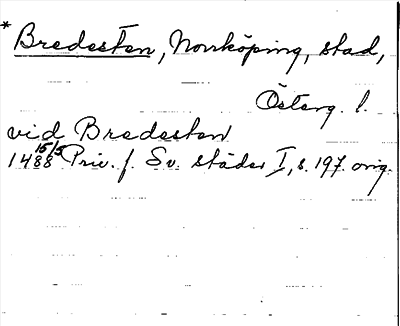 * Bredesten, Norrköping, stad,
Österg. l.
vid Bredesten
1488 15/5 Priv. f. Sv. städer I, s. 197. orig.